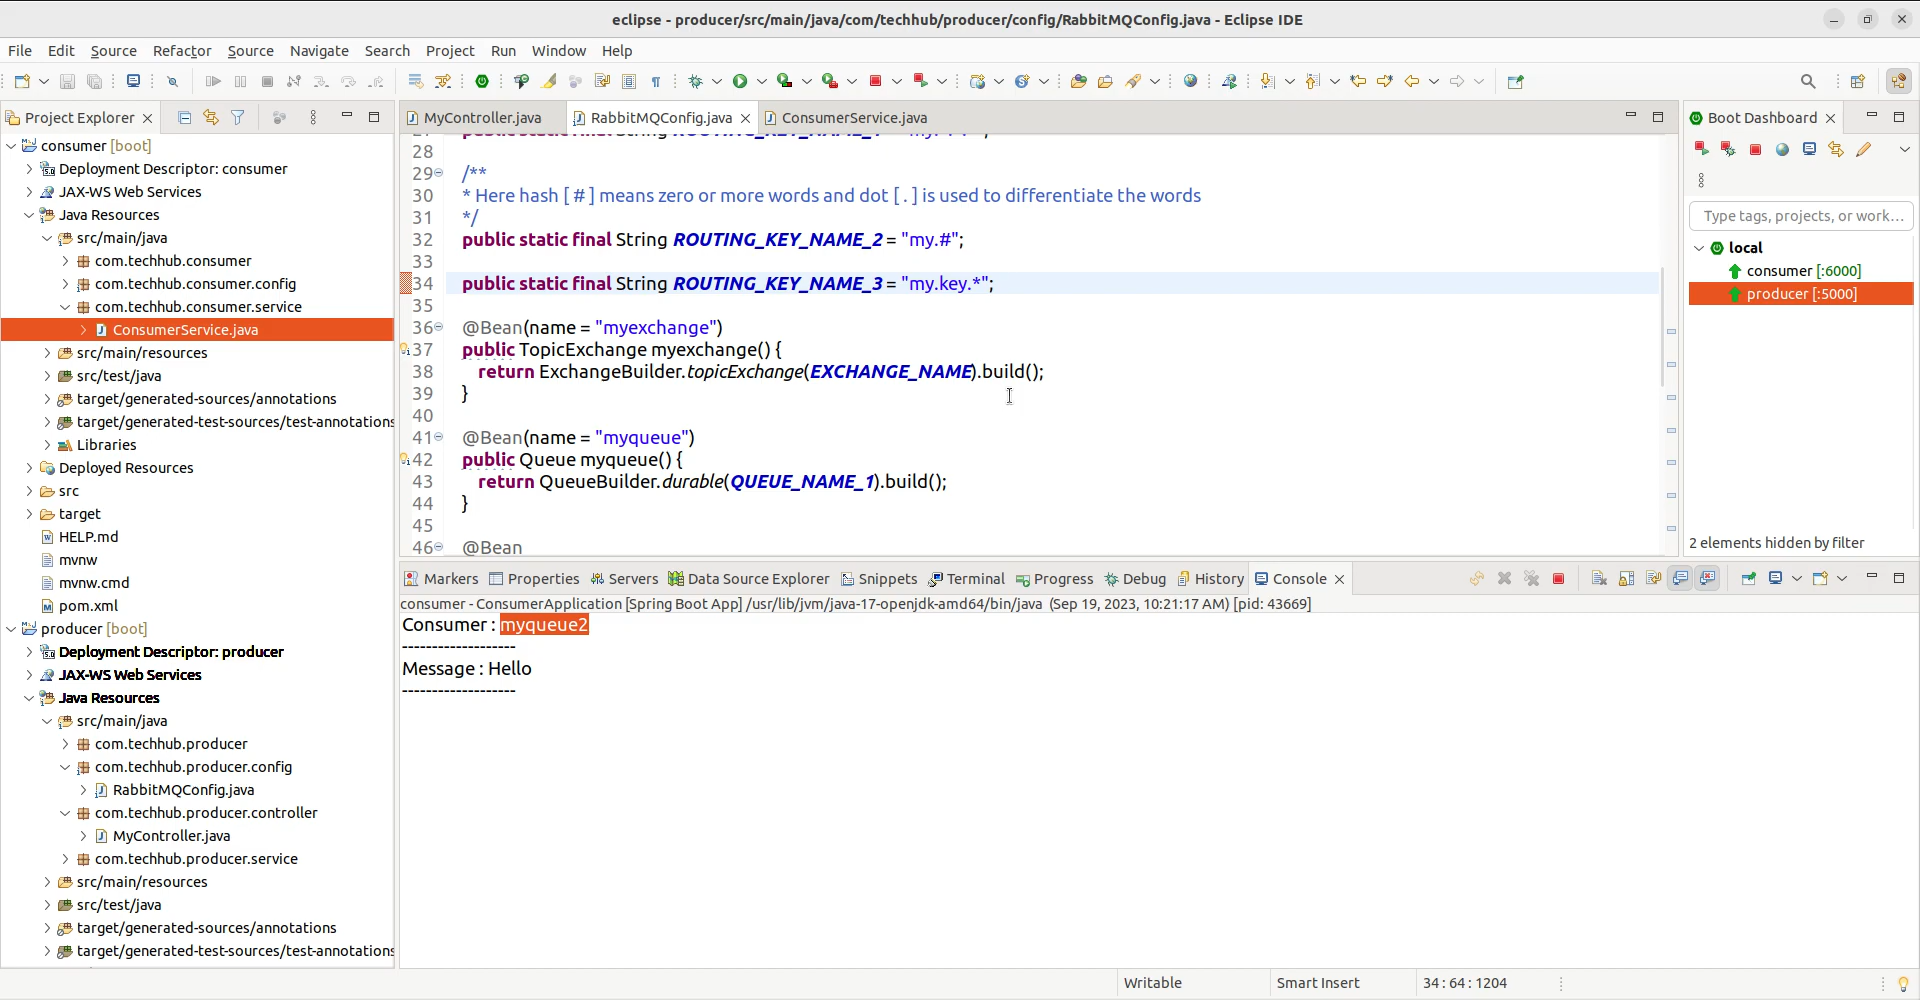 eclipse - producer/src/main/java/com/techhub/producer/config/RabbitMQConfig.java - Eclipse IDE
File Edit Source Refactor Source Navigate Search Project Run Window Help
Project Explorer
consumer [boot]
Deployment Descriptor: consumer
JAX-WS Web Services
Java Resources
src/main/java
com.techhub.consumer
com.techhub.consumer.config
com.techhub.consumer.service
ConsumerService.java
src/main/resources
src/test/java
target/generated-sources/annotations
target/generated-test-sources/test-annotations
Libraries
Deployed Resources
src
target
HELP.md
mvnw
mvnw.cmd
pom.xml
producer [boot]
Deployment Descriptor: producer
JAX-WS Web Services
Java Resources
src/main/java
com.techhub.producer
com.techhub.producer.config
RabbitMQConfig.java
com.techhub.producer.controller
MyController.java
com.techhub.producer.service
src/main/resources
src/test/java
target/generated-sources/annotations
target/generated-test-sources/test-annotations
MyController.java RabbitMQConfig.java ConsumerService.java
28
29 /**
30 * Here hash [ # ] means zero or more words and dot [ . ] is used to differentiate the words
31 */
32 public static final String ROUTING_KEY_NAME_2 = "my.#";
33
34 public static final String ROUTING_KEY_NAME_3 = "my.key.*";
35
36 @Bean(name = "myexchange")
37 public TopicExchange myexchange() {
38 return ExchangeBuilder.topicExchange(EXCHANGE_NAME).build();
39 }
40
41 @Bean(name = "myqueue")
42 public Queue myqueue() {
43 return QueueBuilder.durable(QUEUE_NAME_1).build();
44 }
45
46 @Bean
Markers Properties Servers Data Source Explorer Snippets Terminal Progress Debug History Console
consumer - ConsumerApplication [Spring Boot App] /usr/lib/jvm/java-17-openjdk-amd64/bin/java (Sep 19, 2023, 10:21:17 AM) [pid: 43669]
Consumer : myqueue2
-------------------
Message : Hello
-------------------
Boot Dashboard
Type tags, projects, or work...
local
consumer [:6000]
producer [:5000]
2 elements hidden by filter
Writable Smart Insert 34 : 64 : 1204